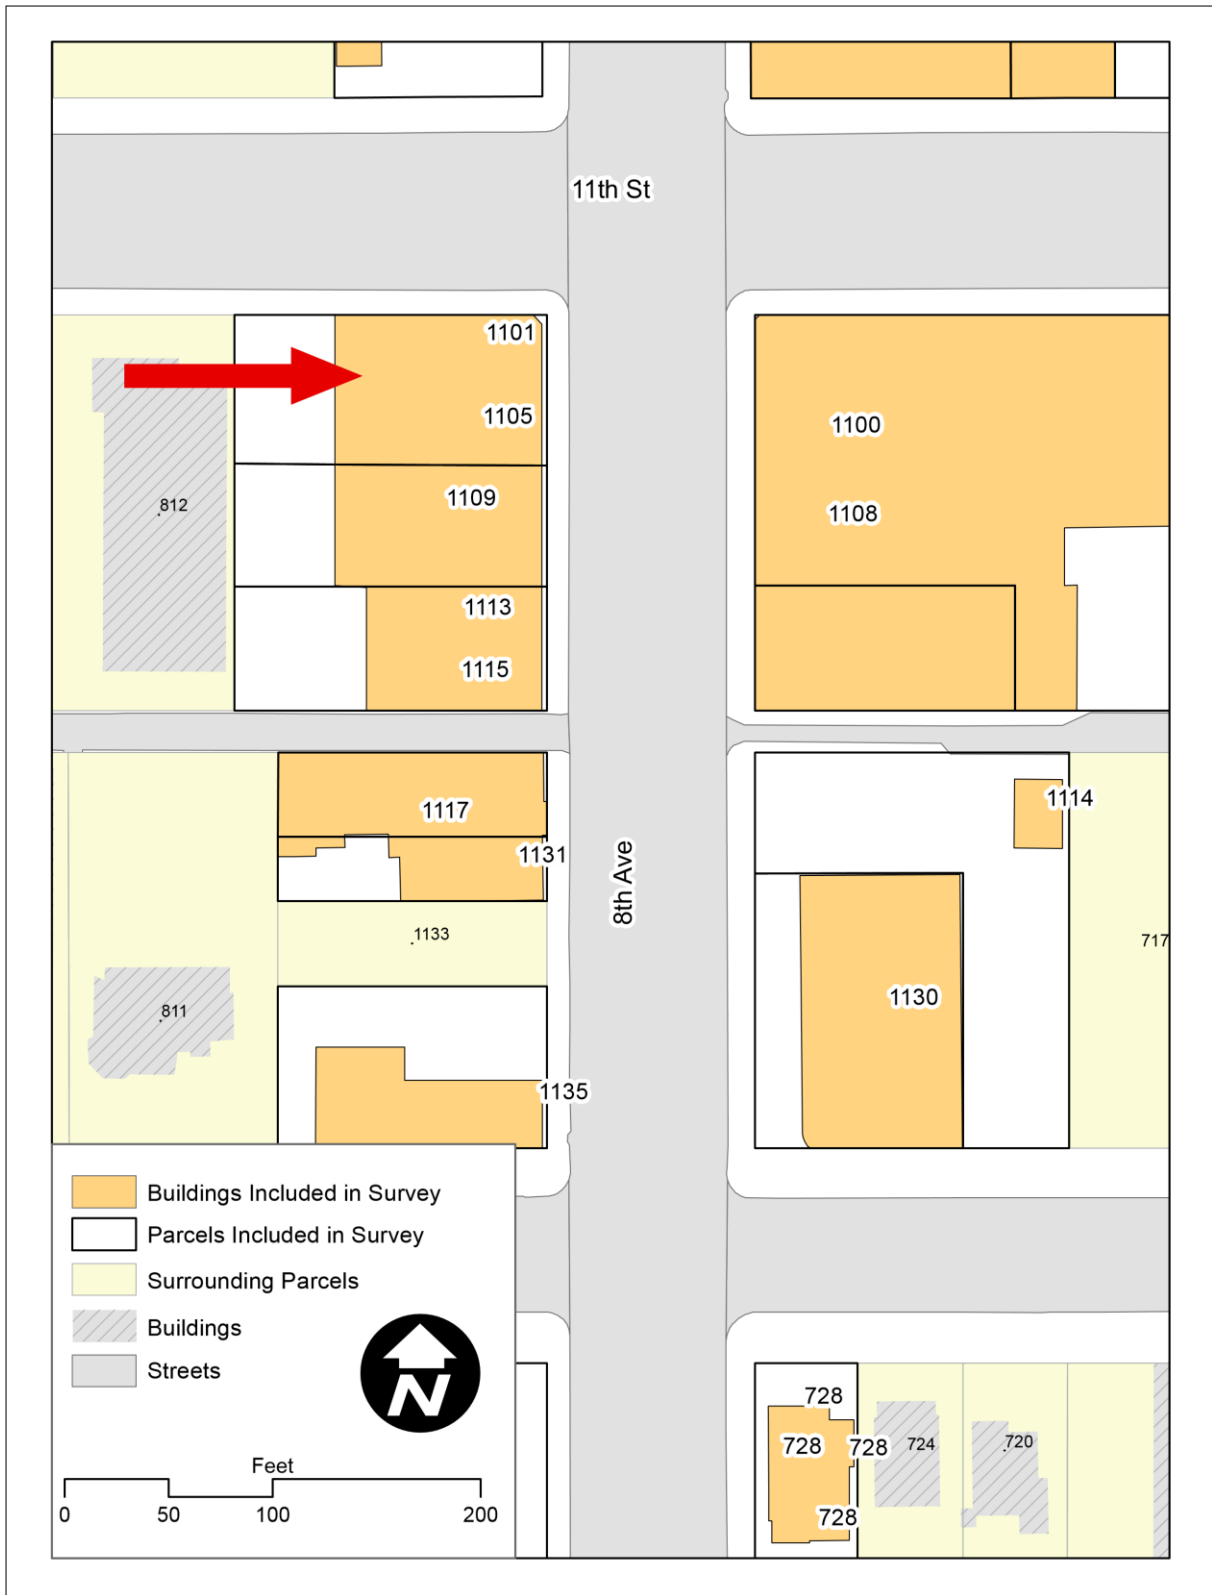 11th St
1101
1105
1100
1109
1108
812
1113
1115
1114
1117
1131
8th Ave
1133
717
1130
811
1135
Buildings Included in Survey
Parcels Included in Survey
Surrounding Parcels
Buildings
Streets
N
Feet
0 50 100 200
728
728 728 724 720
728